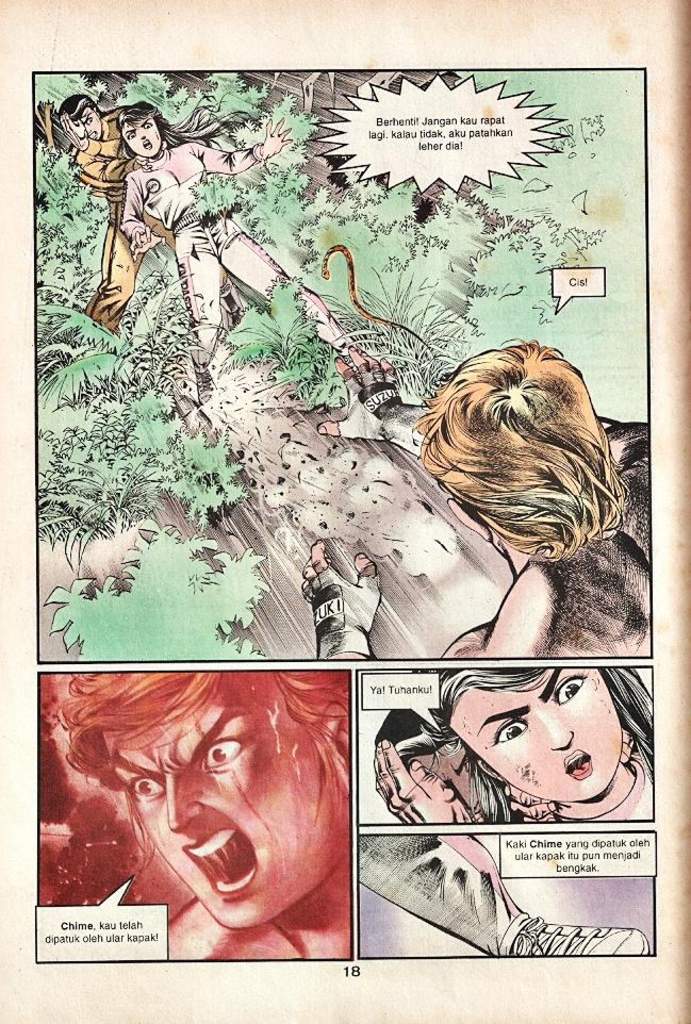 Berhenti! Jangan kau rapat
lagi. kalau tidak, aku patahkan
leher dia!
Cis!
SUZUK
ZUKI
Ya! Tuhanku!
Chime, kau telah
dipatuk oleh ular kapak!
Kaki Chime yang dipatuk oleh
ular kapak itu pun menjadi
bengkak.
18